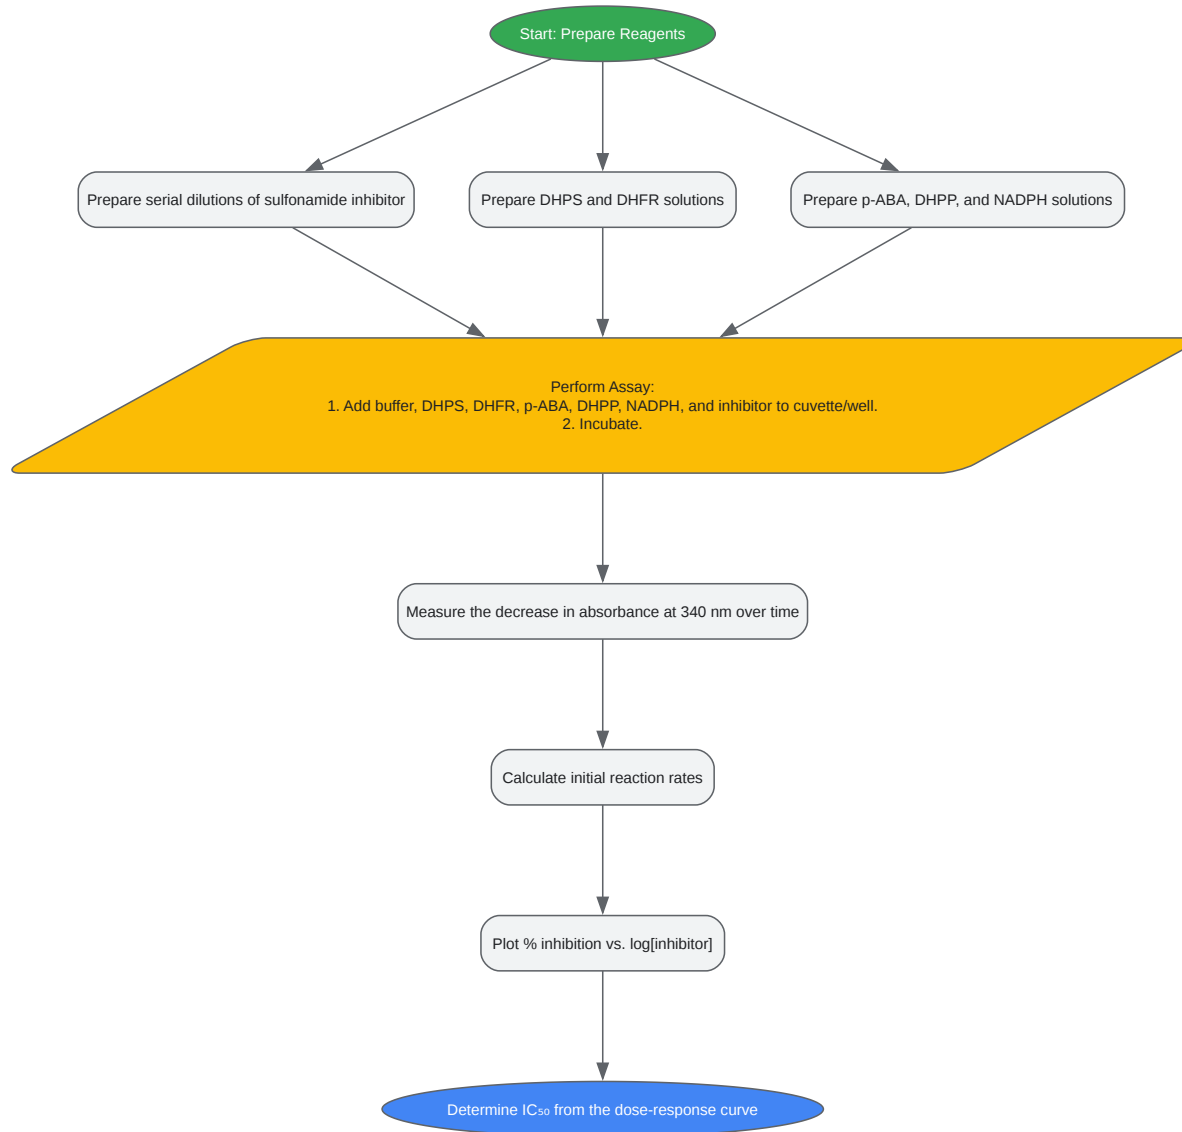 Start: Prepare Reagents
Prepare serial dilutions of sulfonamide inhibitor
Prepare DHPS and DHFR solutions
Prepare p-ABA, DHPP, and NADPH solutions
Perform Assay:
1. Add buffer, DHPS, DHFR, p-ABA, DHPP, NADPH, and inhibitor to cuvette/well.
2. Incubate.
Measure the decrease in absorbance at 340 nm over time
Calculate initial reaction rates
Plot % inhibition vs. log[inhibitor]
Determine IC₅₀ from the dose-response curve